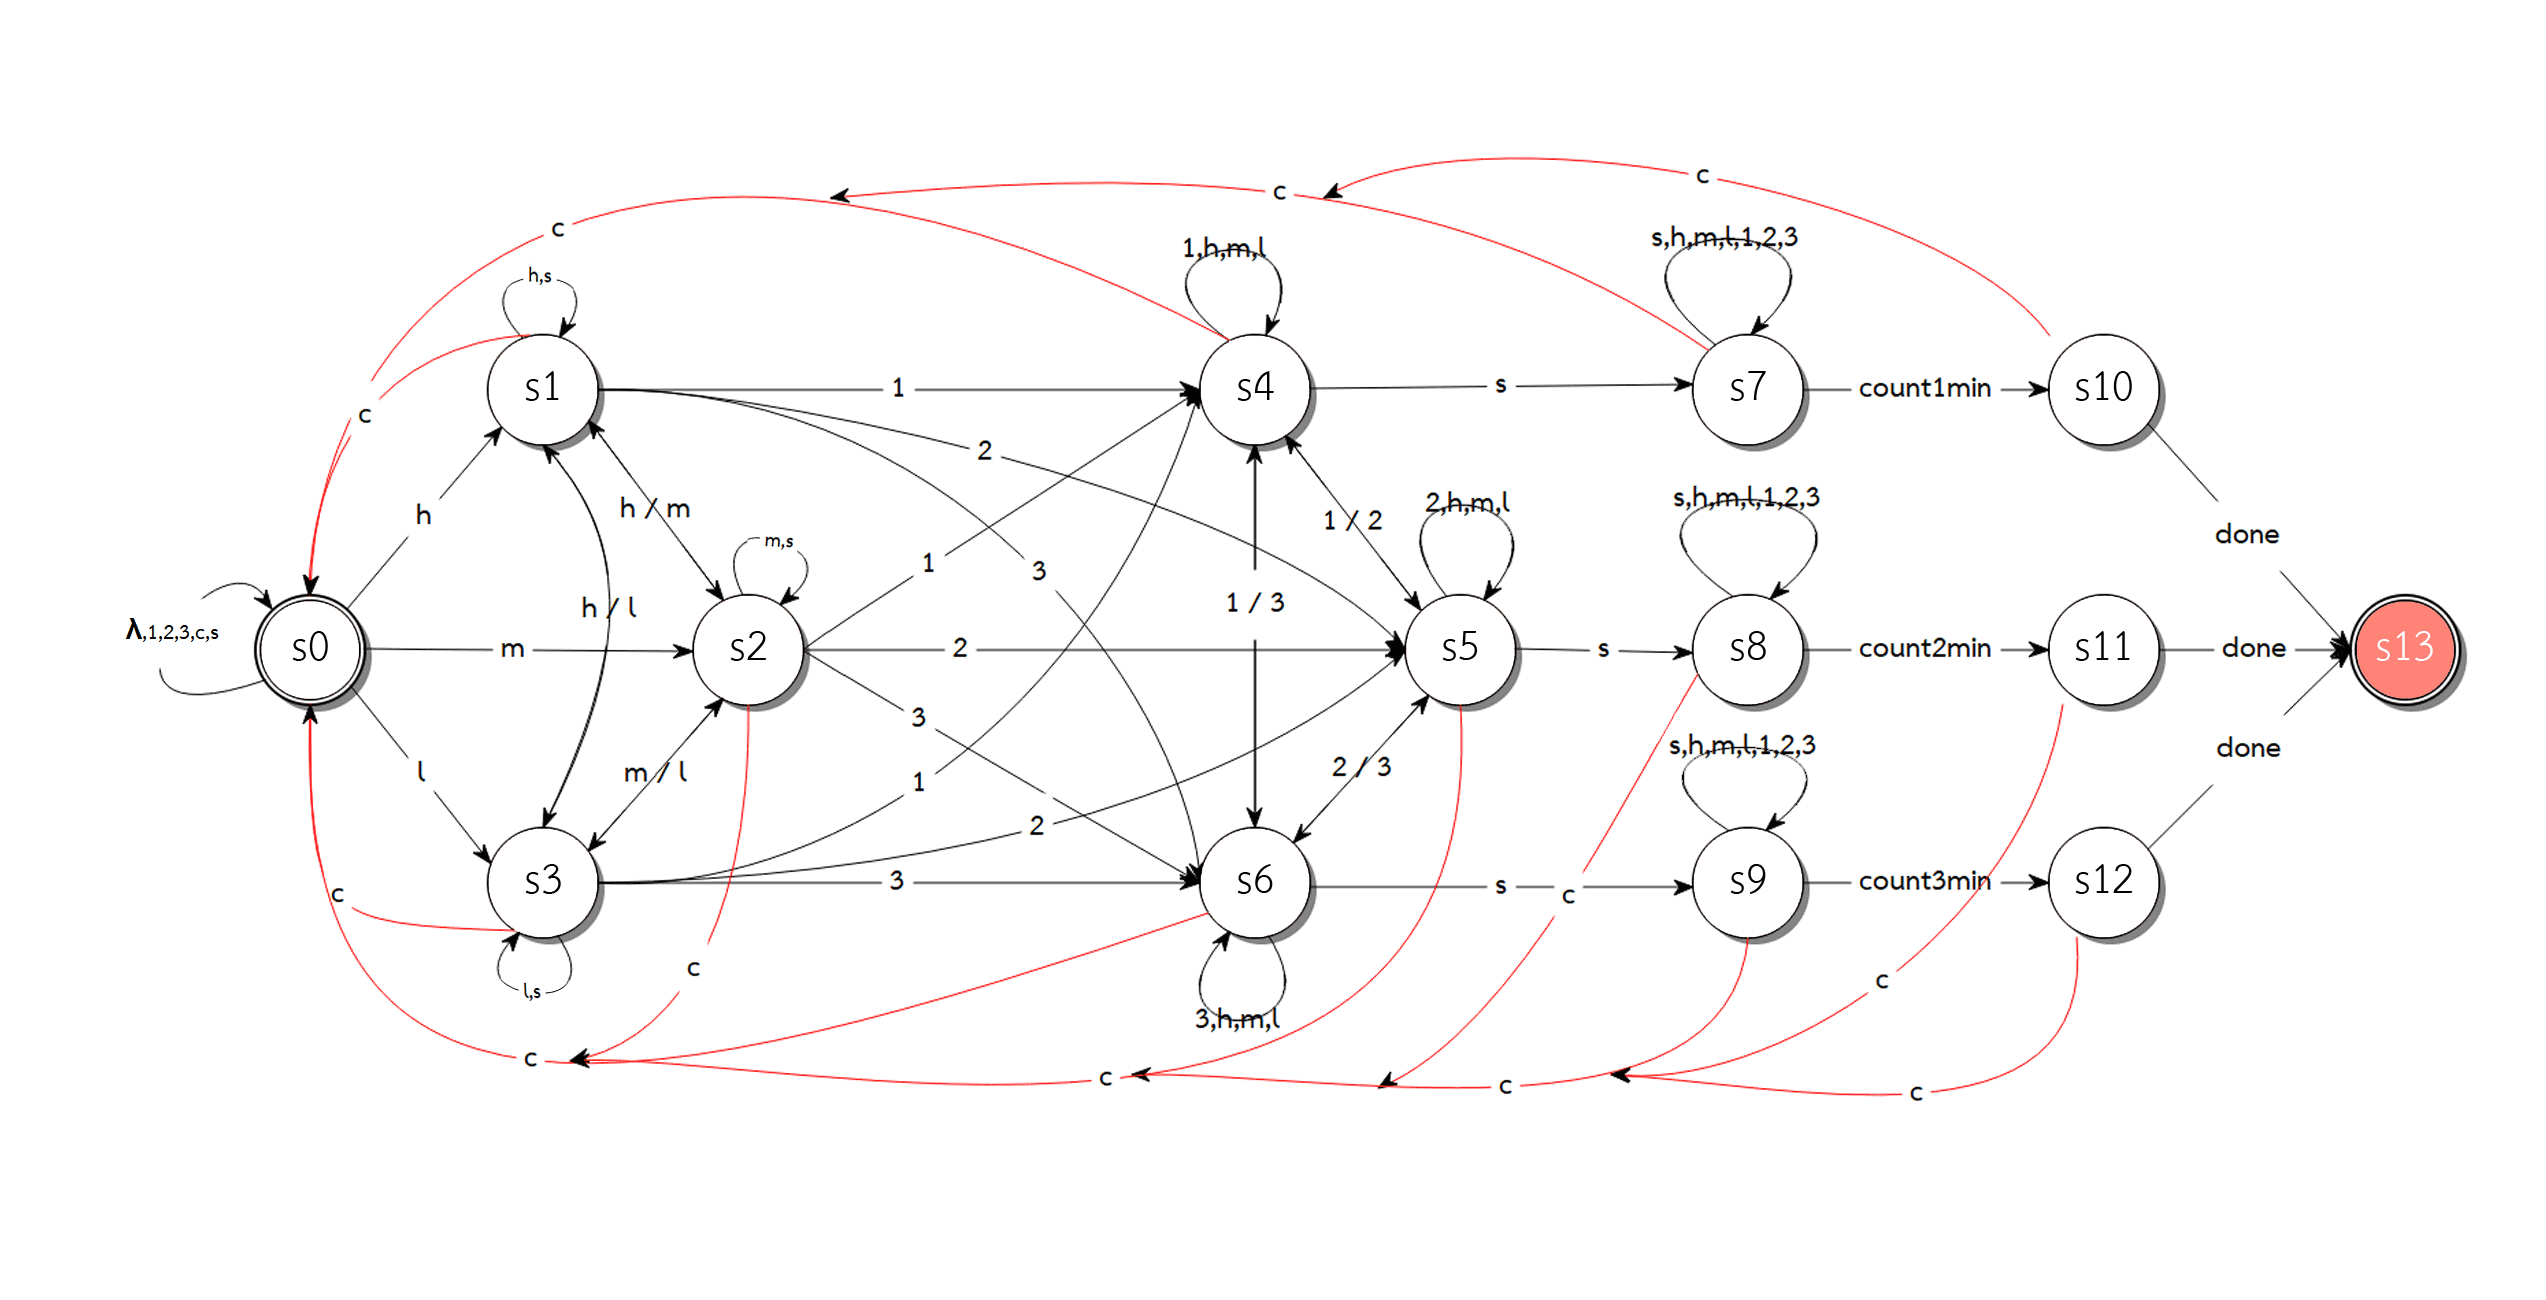 c
c
c
s,h,m,l,1,2,3
1,h,m,l
h,s
s1
1
s4
s
s7
count1min
s10
c
2
h
h / m
1 / 2
2,h,m,l
s,h,m,l,1,2,3
done
m,s
1
3
1 / 3
h / l
λ,1,2,3,c,s
s0
m
s2
2
s5
s
s8
count2min
s11
done
s13
3
l
m / l
1
2 / 3
s,h,m,l,1,2,3
done
2
c
s3
3
s6
s
c
s9
count3min
s12
l,s
c
3,h,m,l
c
c
c
c
c